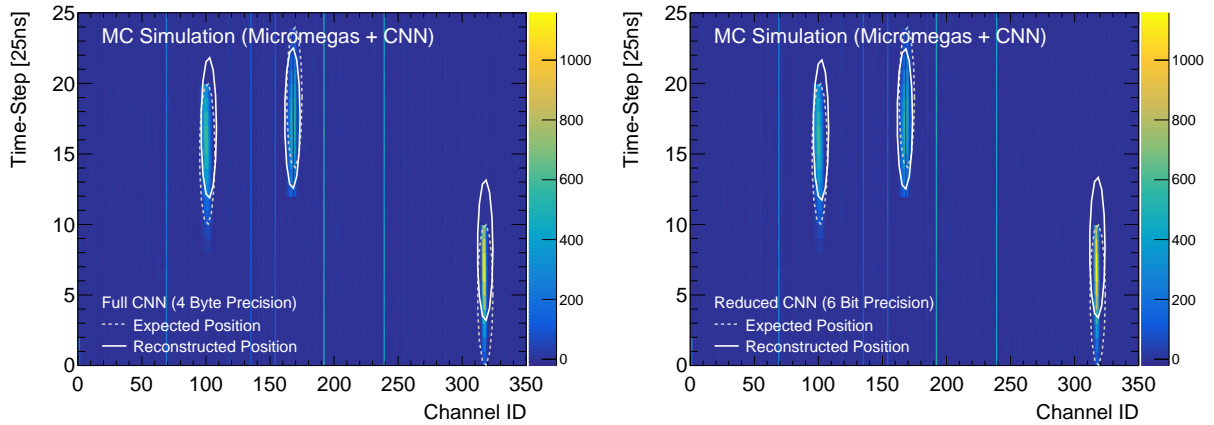 MC Simulation (Micromegas + CNN)
Time-Step [25ns]
25
20
15
10
5
0
Full CNN (4 Byte Precision)
Expected Position
Reconstructed Position
0 50 100 150 200 250 300 350
Channel ID
1000
800
600
400
200
0
MC Simulation (Micromegas + CNN)
Time-Step [25ns]
25
20
15
10
5
0
Reduced CNN (6 Bit Precision)
Expected Position
Reconstructed Position
0 50 100 150 200 250 300 350
Channel ID
1000
800
600
400
200
0